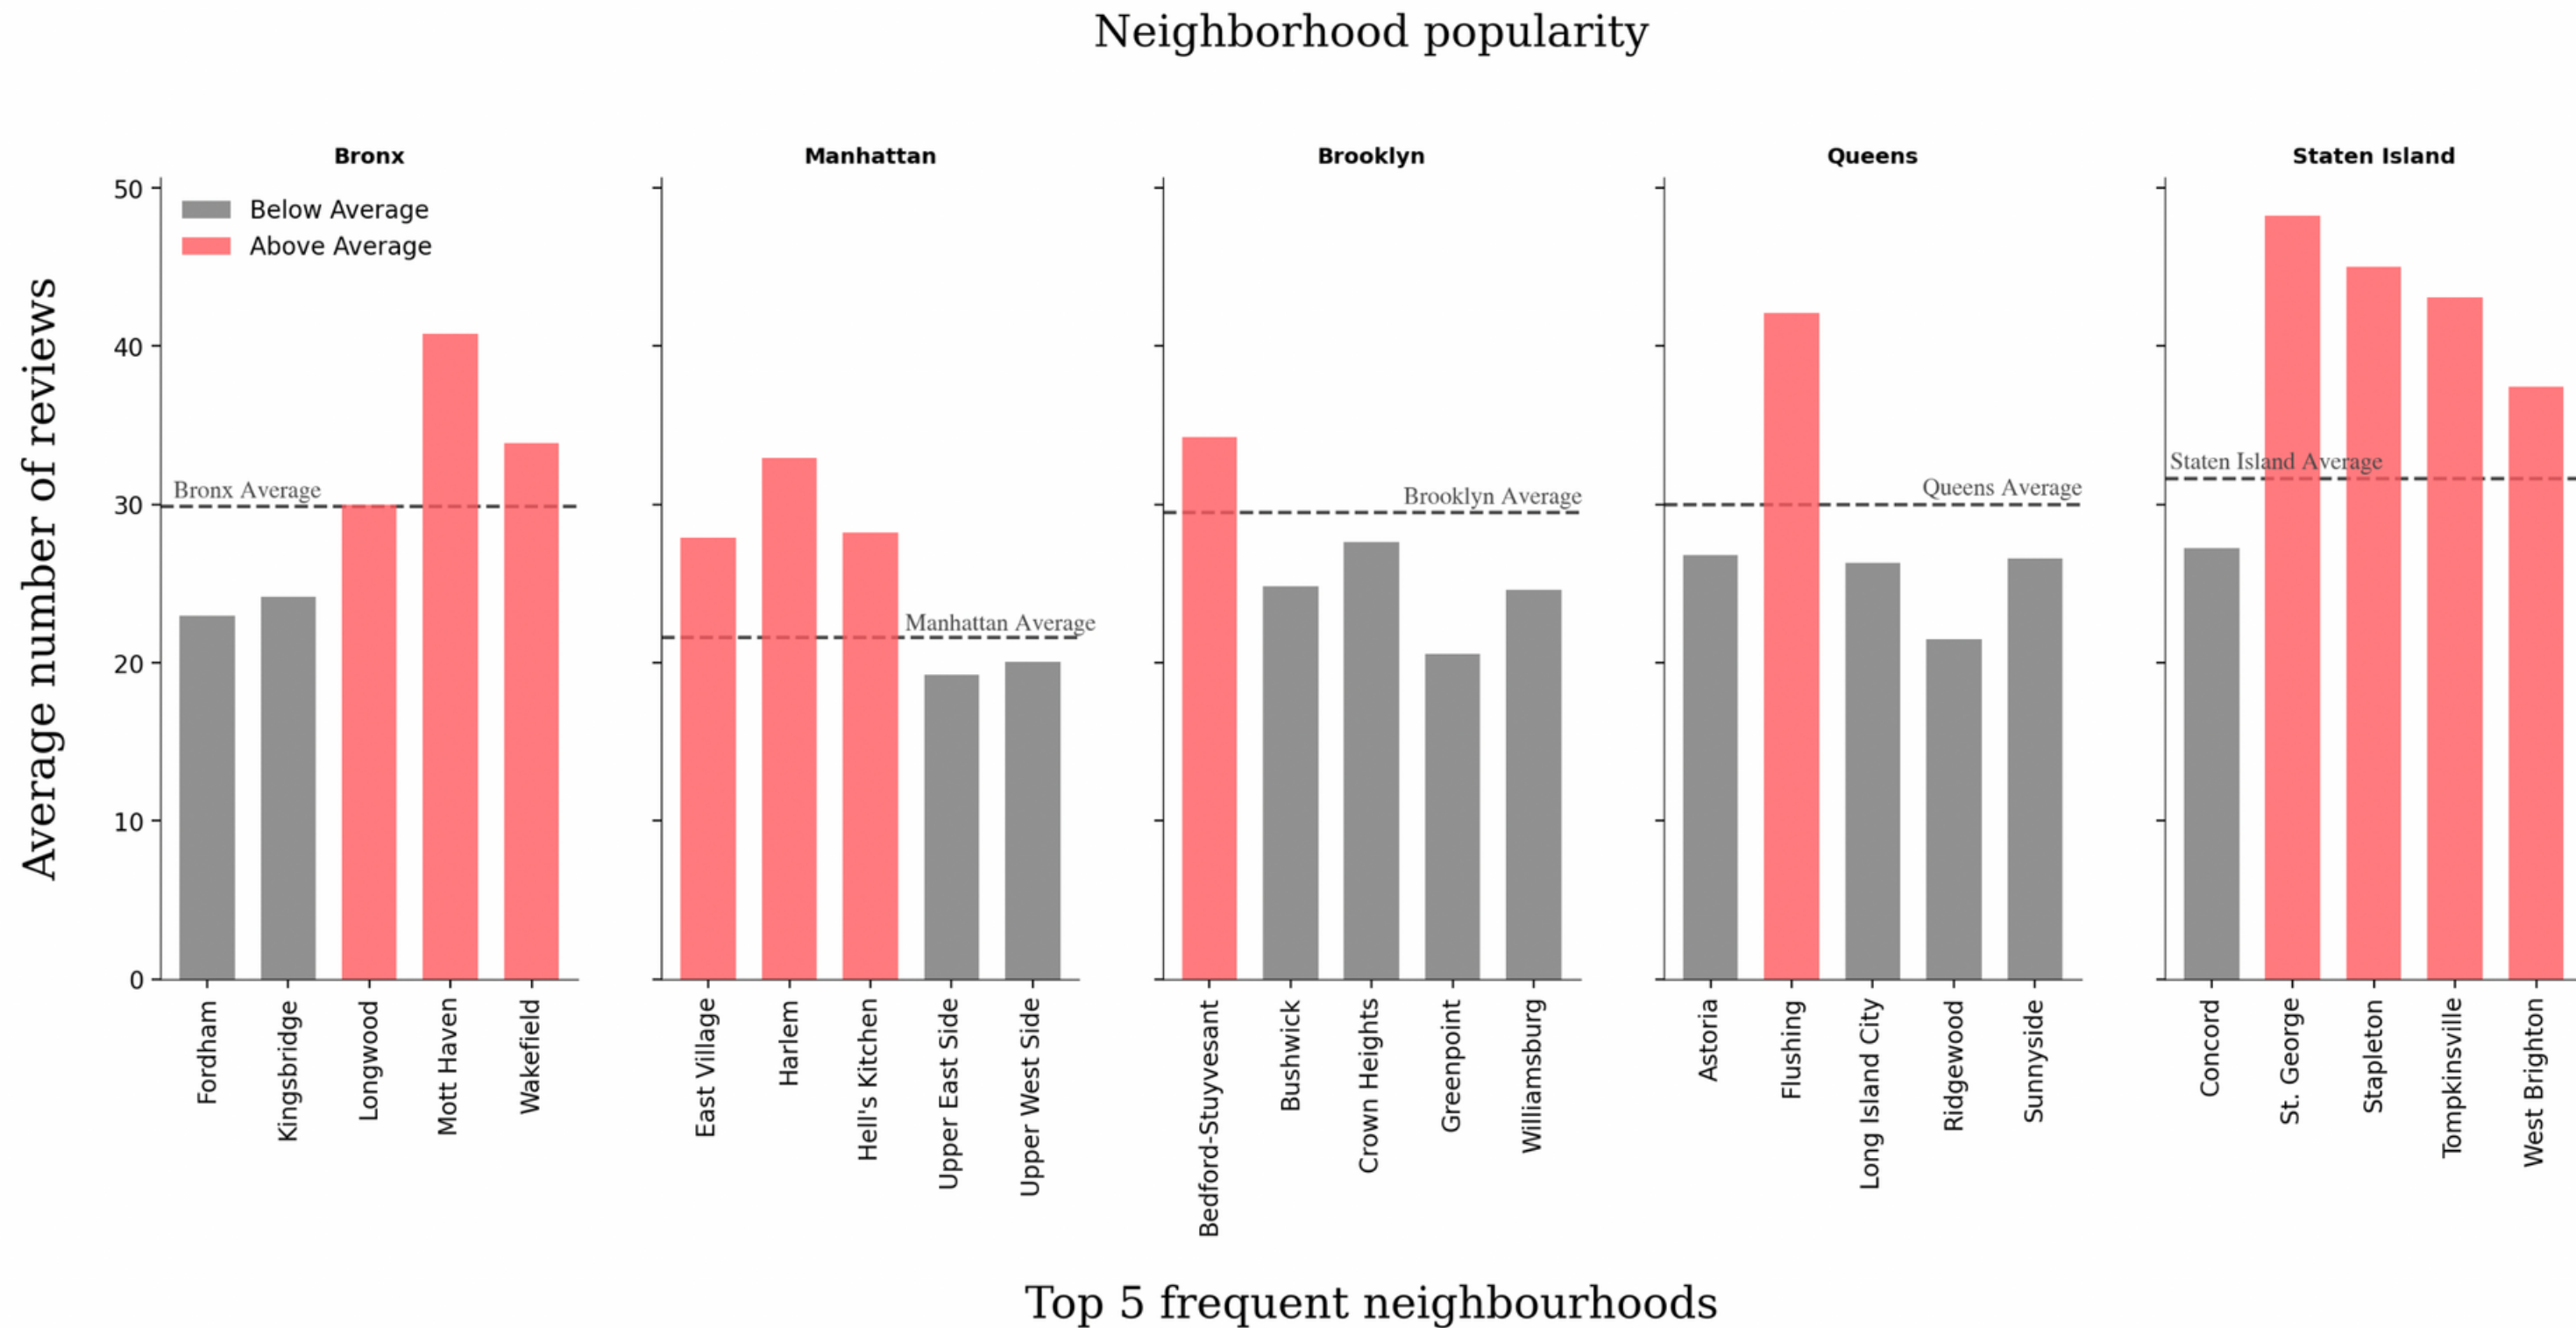 Neighborhood popularity
Average number of reviews
Bronx
50
40
30
20
10
0
Below Average
Above Average
Bronx Average
Fordham
Kingsbridge
Longwood
Mott Haven
Wakefield
Manhattan
Manhattan Average
East Village
Harlem
Hell's Kitchen
Upper East Side
Upper West Side
Brooklyn
Brooklyn Average
Bedford-Stuyvesant
Bushwick
Crown Heights
Greenpoint
Williamsburg
Queens
Queens Average
Astoria
Flushing
Long Island City
Ridgewood
Sunnyside
Staten Island
Staten Island Average
Concord
St. George
Stapleton
Tompkinsville
West Brighton
Top 5 frequent neighbourhoods